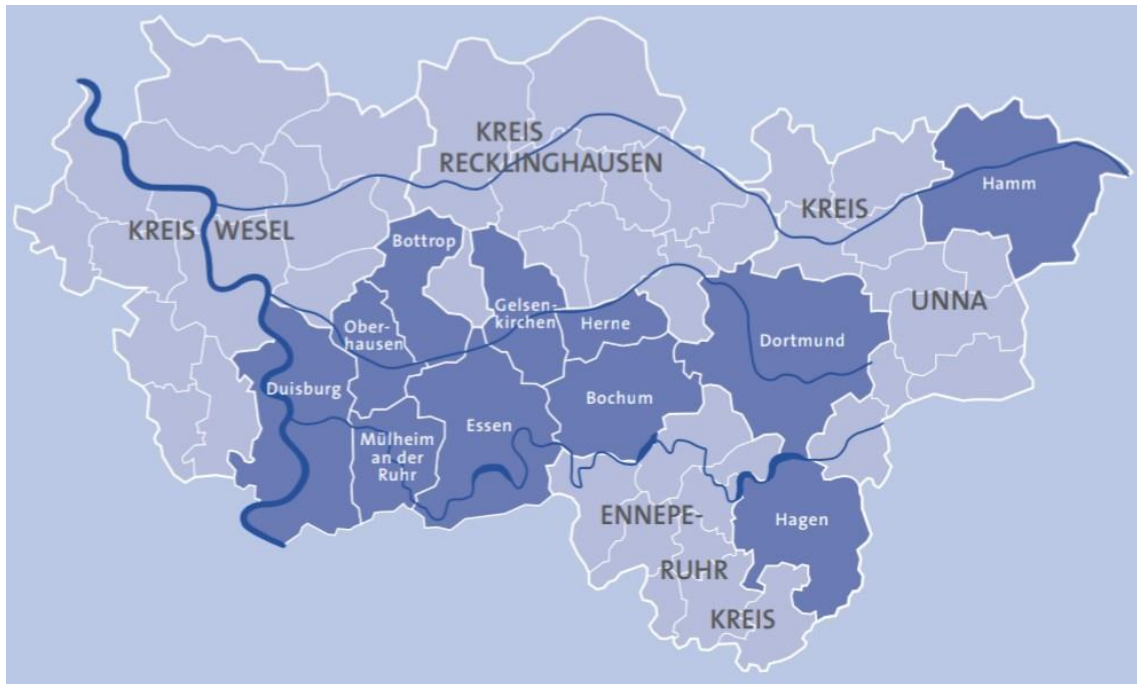 KREIS
RECKLINGHAUSEN
Hamm
KREIS WESEL
KREIS
UNNA
Bottrop
Gelsen-
kirchen
Herne
Ober-
hausen
Dortmund
Duisburg
Bochum
Essen
Mülheim
an der
Ruhr
ENNEPE-
RUHR
KREIS
Hagen